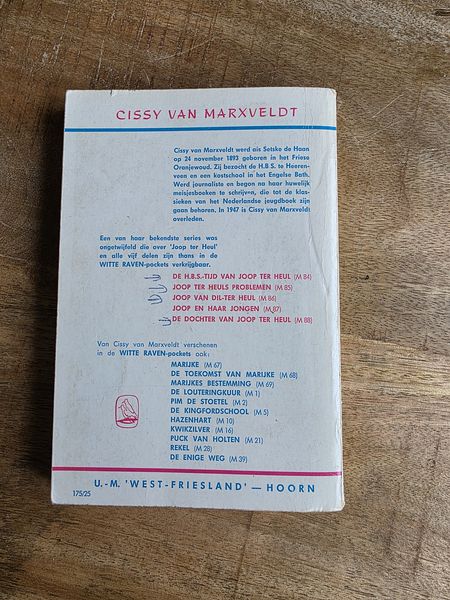 CISSY VAN MARXVELDT
Cissy van Marxveldt werd als Setske de Haan
op 24 november 1893 geboren in het Friese
Oranjewoud. Zij bezocht de H.B S. te Heeren-
veen en een kostschool in het Engelse Bath.
Werd journaliste en begon na haar huwelijk
meisjesboeken te schrijven, die tot de klas-
sieken van het Nederlandse jeugdboek zijn
gaan behoren. In 1947 is Cissy van Marxveldt
overleden.
Een van haar bekendste series was
ongetwijfeld die over 'Joop ter Heul'
en alle vijf delen zijn thans in de
WITTE RAVEN-pockets verkrijgbaar.
DE H.B.S.-TIJD VAN JOOP TER HEUL (M 84)
JOOP TER HEULS PROBLEMEN (M 85)
JOOP VAN DIL-TER HEUL (M 86)
JOOP EN HAAR JONGEN (M 87)
DE DOCHTER VAN JOOP TER HEUL (M 88)
Van Cissy van Marxveldt verschenen
in de WITTE RAVEN-pockets ook:
MARIJKE (M 67)
DE TOEKOMST VAN MARIJKE (M 68)
MARIJKES BESTEMMING (M 69)
DE LOUTERINGKUUR (M 1)
PIM DE STOETEL (M 2)
DE KINGFORDSCHOOL (M 5)
HAZENHART (M 10)
KWIKZILVER (M 16)
PUCK VAN HOLTEN (M 21)
REKEL (M 28)
DE ENIGE WEG (M 39)
U.-M. 'WEST-FRIESLAND' — HOORN
175/25